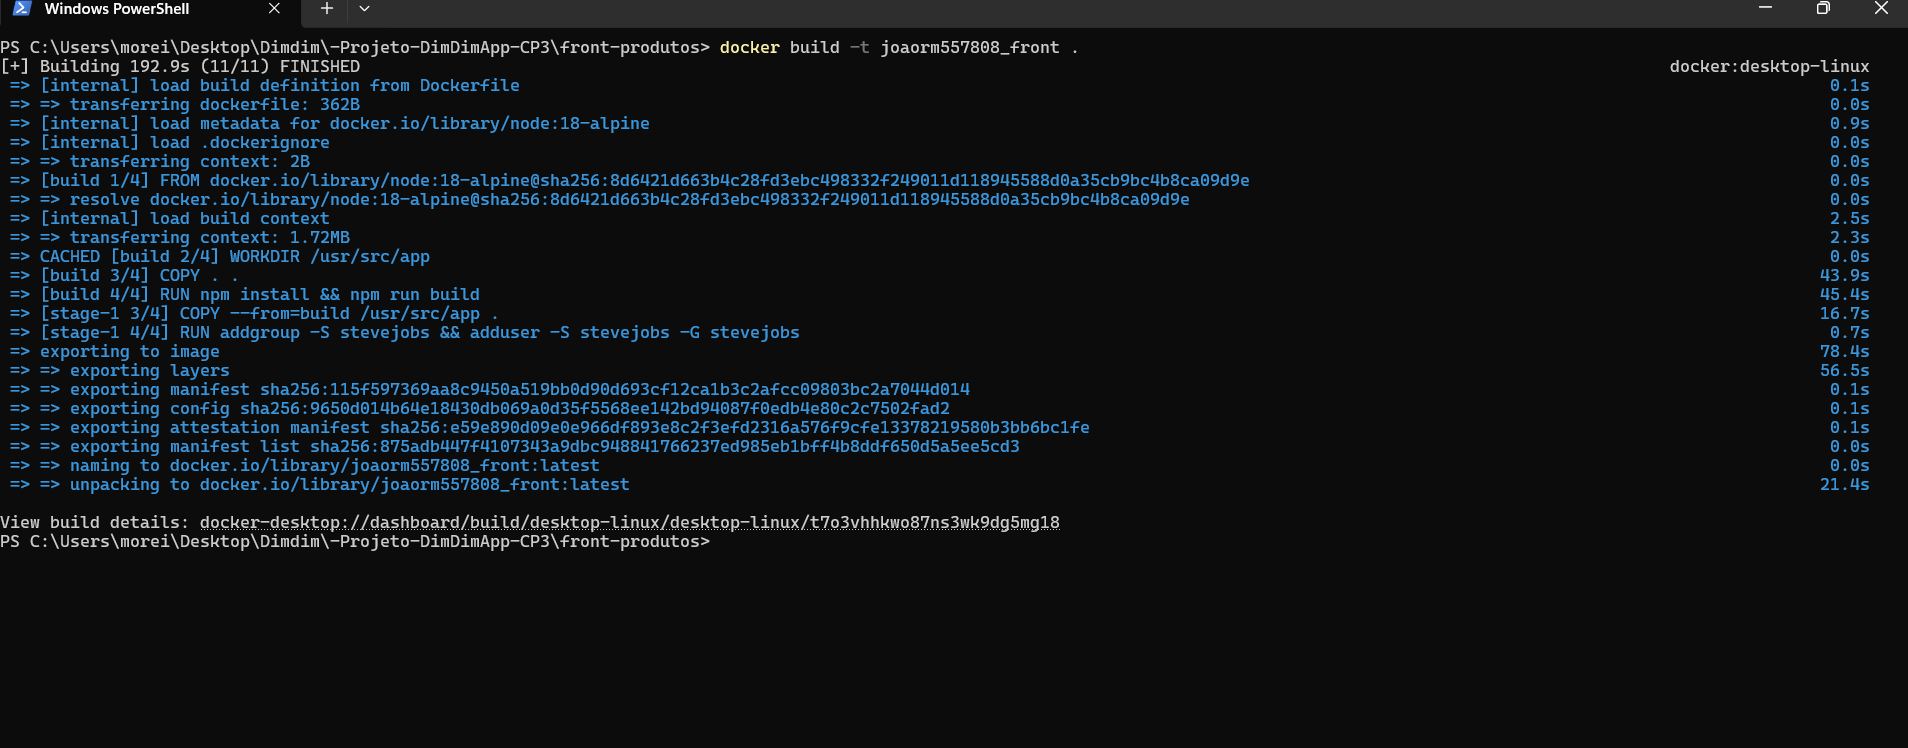 Windows PowerShell
PS C:\Users\morei\Desktop\Dimdim\-Projeto-DimDimApp-CP3\front-produtos> docker build -t joaorm557808_front .
[+] Building 192.9s (11/11) FINISHED docker:desktop-linux
=> [internal] load build definition from Dockerfile 0.1s
=> => transferring dockerfile: 362B 0.0s
=> [internal] load metadata for docker.io/library/node:18-alpine 0.9s
=> [internal] load .dockerignore 0.0s
=> => transferring context: 2B 0.0s
=> [build 1/4] FROM docker.io/library/node:18-alpine@sha256:8d6421d663b4c28fd3ebc498332f249011d118945588d0a35cb9bc4b8ca09d9e 0.0s
=> => resolve docker.io/library/node:18-alpine@sha256:8d6421d663b4c28fd3ebc498332f249011d118945588d0a35cb9bc4b8ca09d9e 0.0s
=> [internal] load build context 2.5s
=> => transferring context: 1.72MB 2.3s
=> CACHED [build 2/4] WORKDIR /usr/src/app 0.0s
=> [build 3/4] COPY . . 43.9s
=> [build 4/4] RUN npm install && npm run build 45.4s
=> [stage-1 3/4] COPY --from=build /usr/src/app . 16.7s
=> [stage-1 4/4] RUN addgroup -S stevejobs && adduser -S stevejobs -G stevejobs 0.7s
=> exporting to image 78.4s
=> => exporting layers 56.5s
=> => exporting manifest sha256:115f597369aa8c9450a519bb0d90d693cf12ca1b3c2afcc09803bc2a7044d014 0.1s
=> => exporting config sha256:9650d014b64e18430db069a0d35f5568ee142bd94087f0edb4e80c2c7502fad2 0.1s
=> => exporting attestation manifest sha256:e59e890d09e0e966df893e8c2f3efd2316a576f9cfe13378219580b3bb6bc1fe 0.1s
=> => exporting manifest list sha256:875adb447f4107343a9dbc948841766237ed985eb1bff4b8ddf650d5a5ee5cd3 0.0s
=> => naming to docker.io/library/joaorm557808_front:latest 0.0s
=> => unpacking to docker.io/library/joaorm557808_front:latest 21.4s
View build details: docker-desktop://dashboard/build/desktop-linux/desktop-linux/t7o3vhhkwo87ns3wk9dg5mg18
PS C:\Users\morei\Desktop\Dimdim\-Projeto-DimDimApp-CP3\front-produtos>